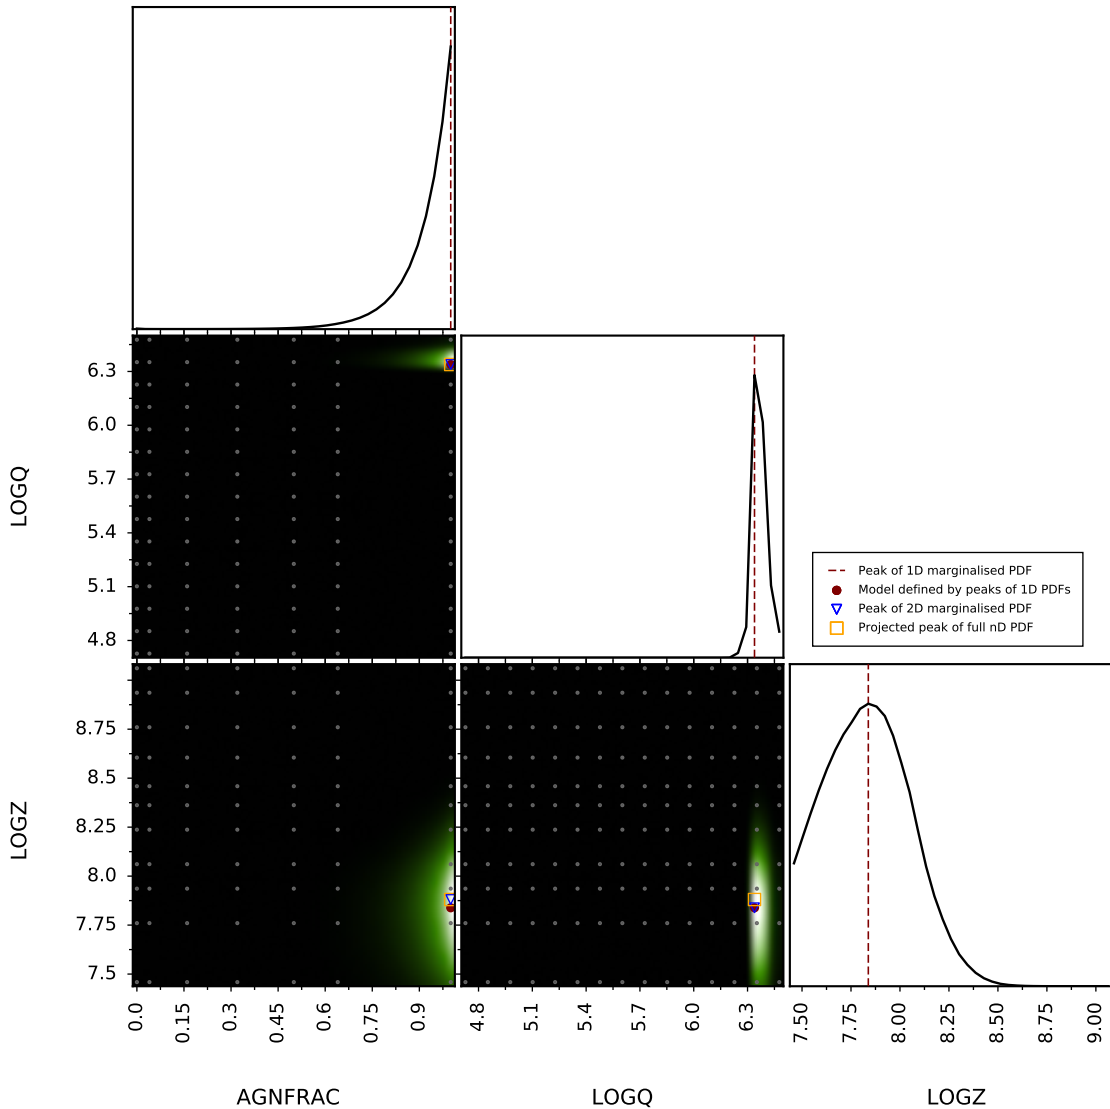 LOGQ
6.3
6.0
5.7
5.4
5.1
4.8
Peak of 1D marginalised PDF
Model defined by peaks of 1D PDFs
Peak of 2D marginalised PDF
Projected peak of full nD PDF
LOGZ
8.75
8.5
8.25
8.0
7.75
7.5
0.0 0.15 0.3 0.45 0.6 0.75 0.9
4.8 5.1 5.4 5.7 6.0 6.3
7.50 7.75 8.00 8.25 8.50 8.75 9.00
AGNFRAC
LOGQ
LOGZ